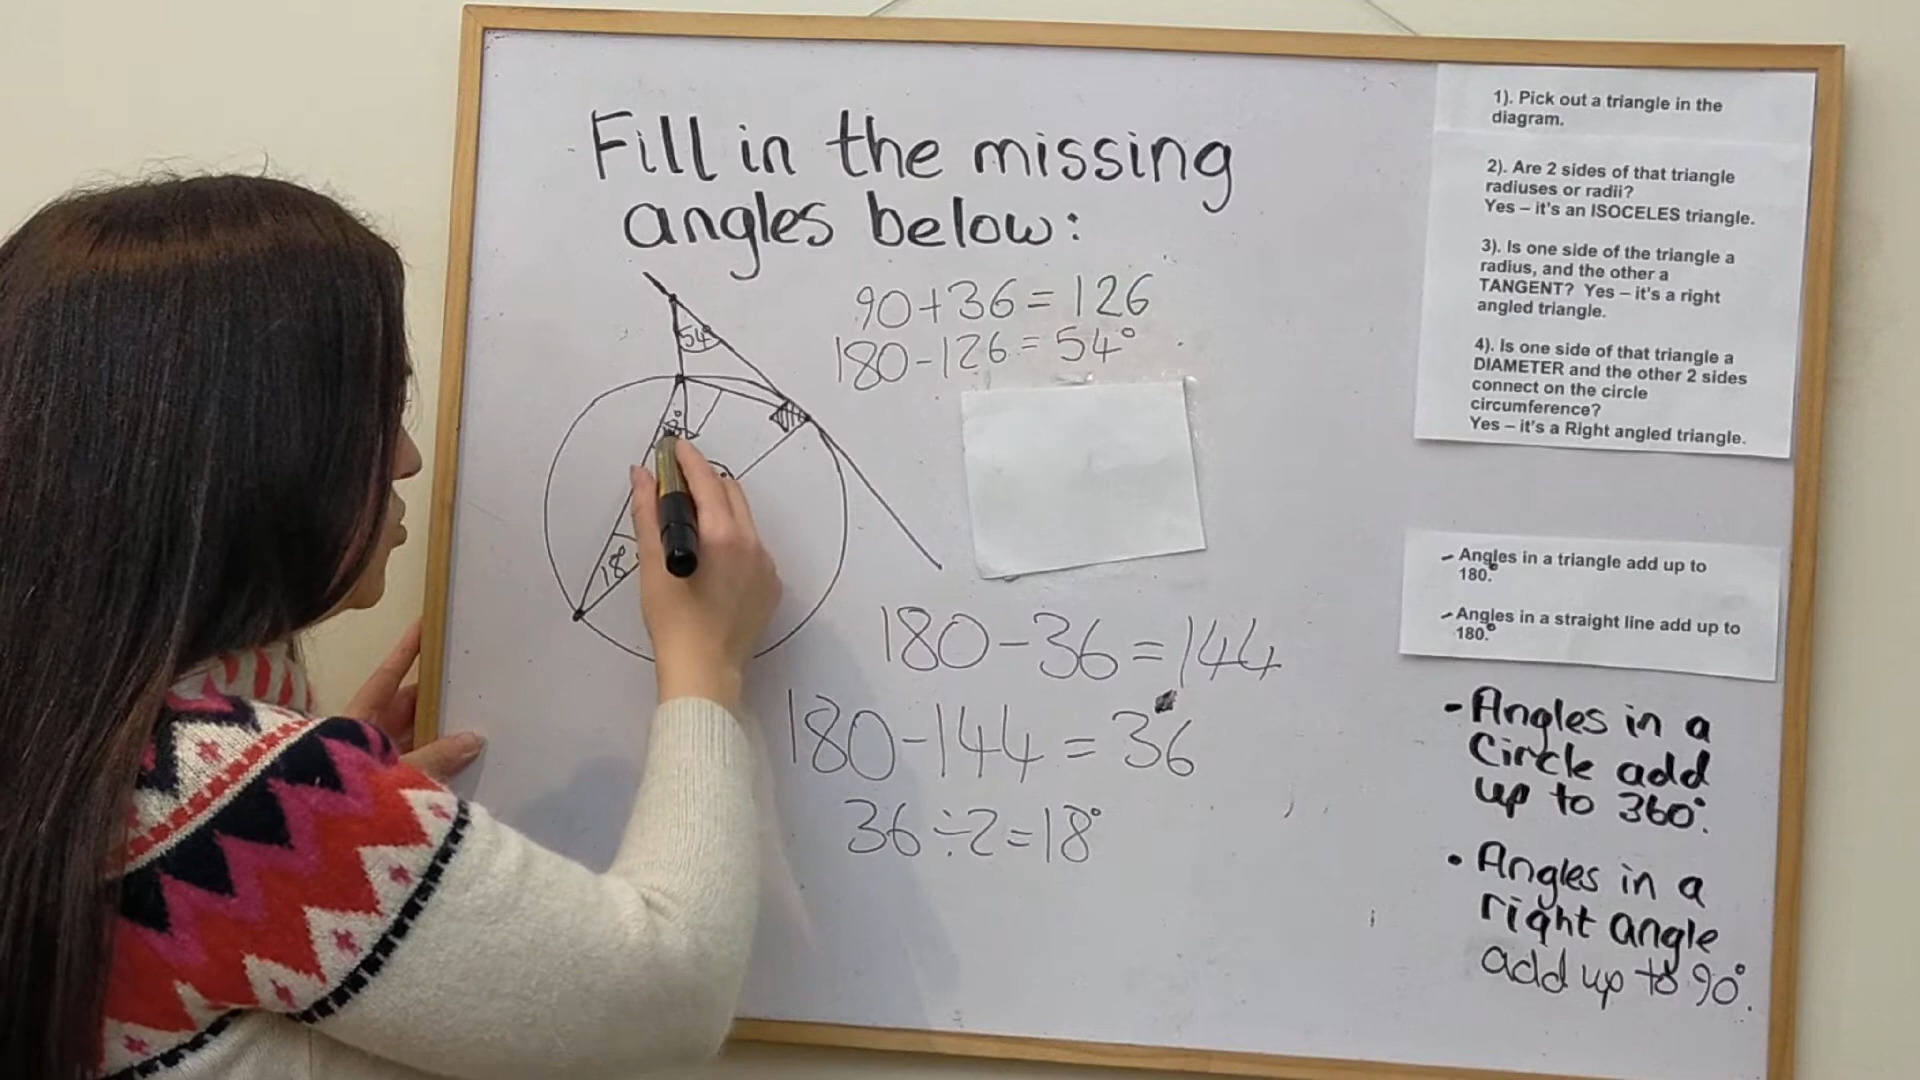 Fill in the missing
angles below:
90+36=126
180-126=54°
54°
8°
18
180-36=144
180-144=36
36÷2=18°
1). Pick out a triangle in the
diagram.
2). Are 2 sides of that triangle
radiuses or radii?
Yes – it's an ISOCELES triangle.
3). Is one side of the triangle a
radius, and the other a
TANGENT? Yes – it's a right
angled triangle.
4). Is one side of that triangle a
DIAMETER and the other 2 sides
connect on the circle
circumference?
Yes – it's a Right angled triangle.
- Angles in a triangle add up to
180.°
- Angles in a straight line add up to
180.°
- Angles in a
Circle add
up to 360°.
• Angles in a
right angle
add up to 90°.